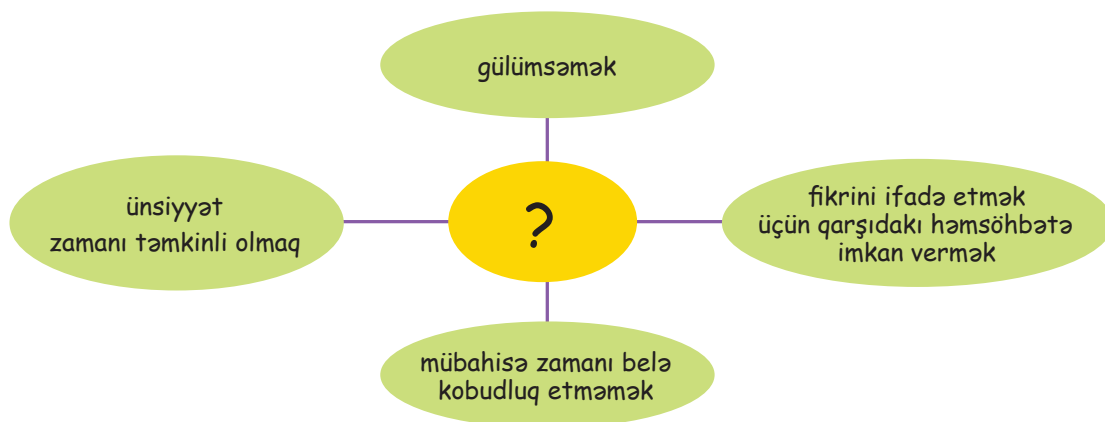 gülümsəmək
ünsiyyət
zamanı təmkinli olmaq
?
fikrini ifadə etmək
üçün qarşıdakı həmsöhbətə
imkan vermək
mübahisə zamanı belə
kobudluq etməmək